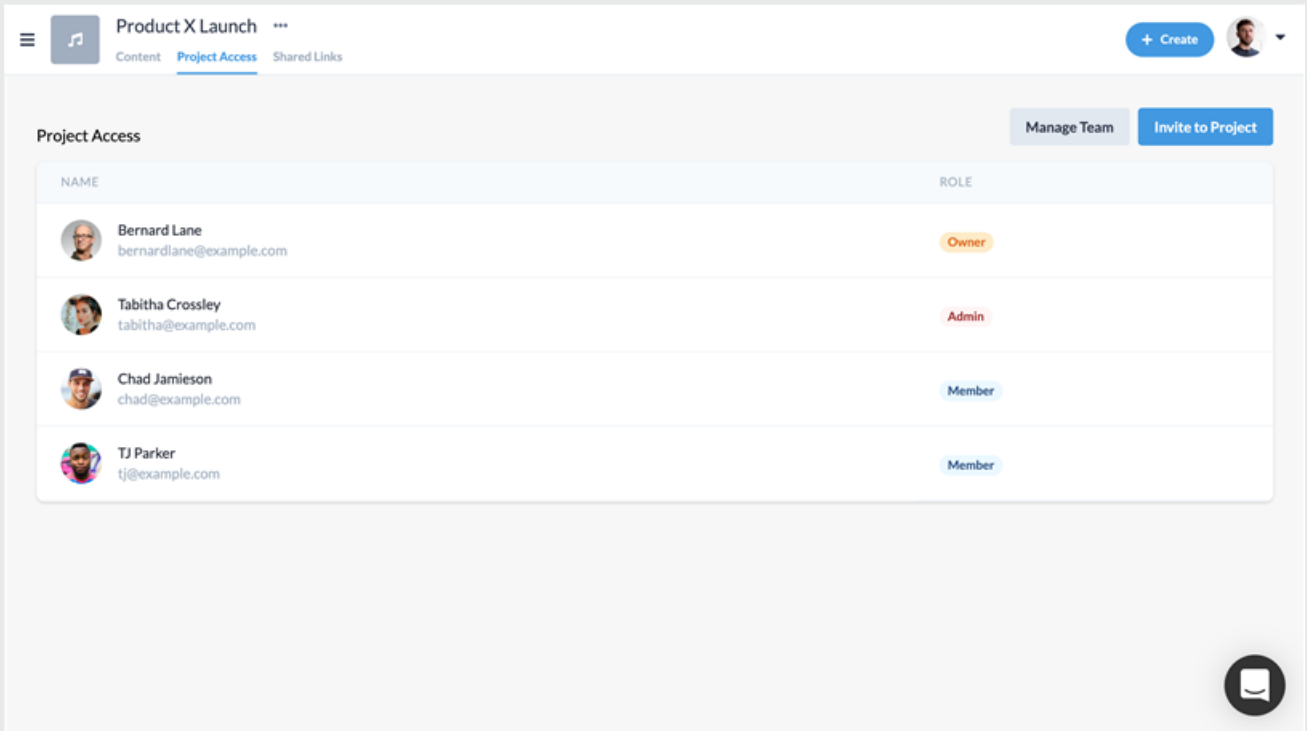 Product X Launch •••
Content Project Access Shared Links
+ Create
Project Access
Manage Team Invite to Project
NAME ROLE
Bernard Lane
bernardlane@example.com
Owner
Tabitha Crossley
tabitha@example.com
Admin
Chad Jamieson
chad@example.com
Member
TJ Parker
tj@example.com
Member